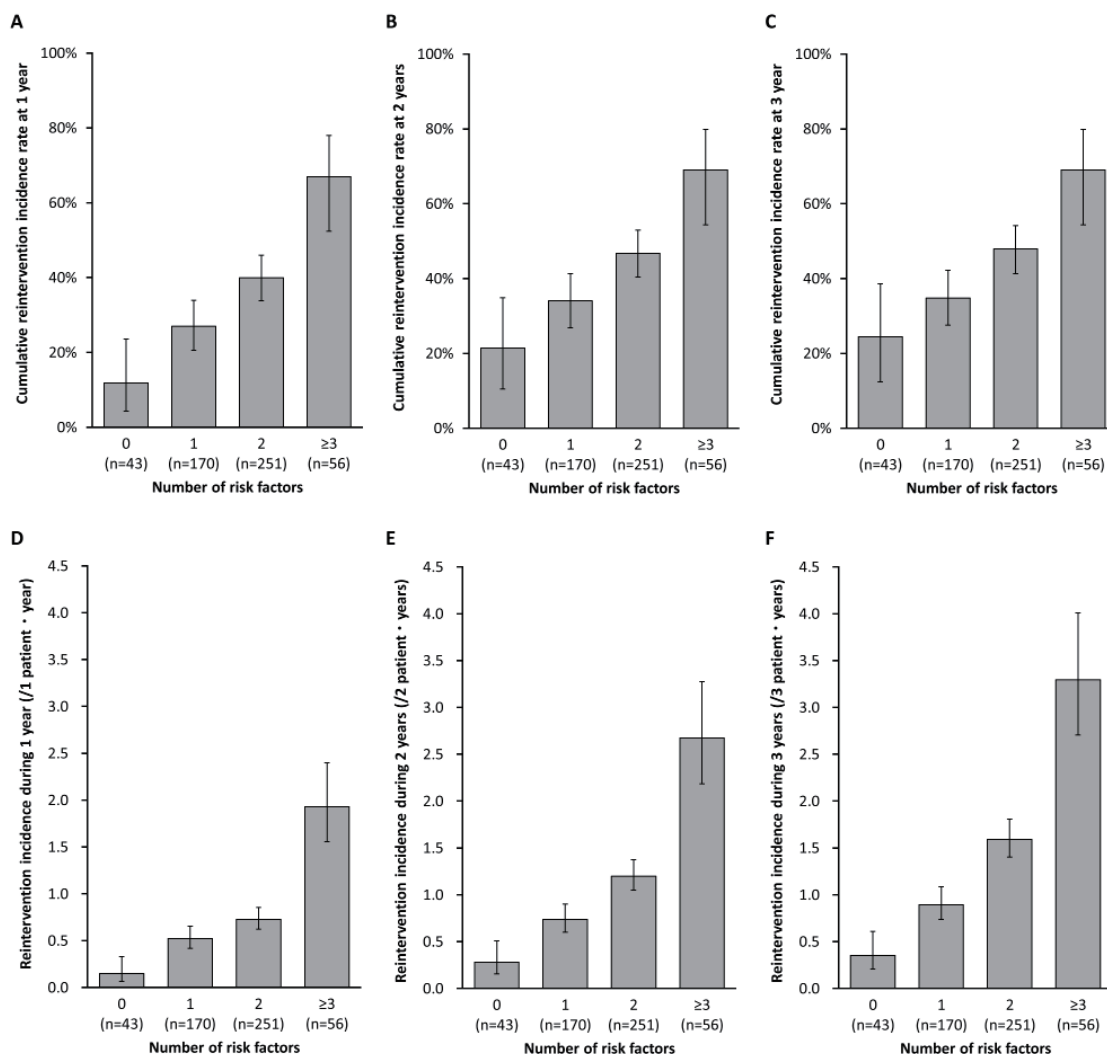 A
Cumulative reintervention incidence rate at 1 year
100%
80%
60%
40%
20%
0%
0 1 2 ≥3
(n=43) (n=170) (n=251) (n=56)
Number of risk factors
B
Cumulative reintervention incidence rate at 2 years
100%
80%
60%
40%
20%
0%
0 1 2 ≥3
(n=43) (n=170) (n=251) (n=56)
Number of risk factors
C
Cumulative reintervention incidence rate at 3 year
100%
80%
60%
40%
20%
0%
0 1 2 ≥3
(n=43) (n=170) (n=251) (n=56)
Number of risk factors
D
Reintervention incidence during 1 year (/1 patient・year)
4.5
4.0
3.5
3.0
2.5
2.0
1.5
1.0
0.5
0.0
0 1 2 ≥3
(n=43) (n=170) (n=251) (n=56)
Number of risk factors
E
Reintervention incidence during 2 years (/2 patient・years)
4.5
4.0
3.5
3.0
2.5
2.0
1.5
1.0
0.5
0.0
0 1 2 ≥3
(n=43) (n=170) (n=251) (n=56)
Number of risk factors
F
Reintervention incidence during 3 years (/3 patient・years)
4.5
4.0
3.5
3.0
2.5
2.0
1.5
1.0
0.5
0.0
0 1 2 ≥3
(n=43) (n=170) (n=251) (n=56)
Number of risk factors